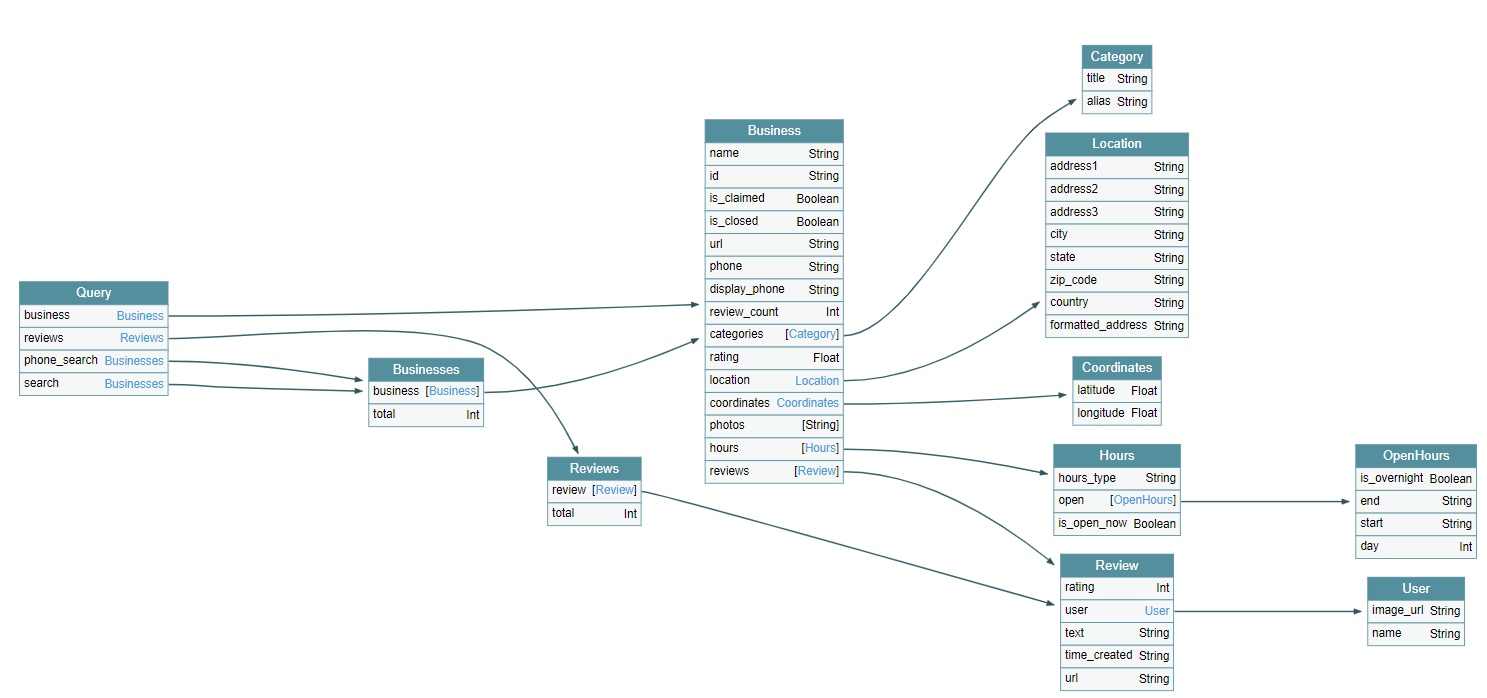 Query
business Business
reviews Reviews
phone_search Businesses
search Businesses
Businesses
business [Business]
total Int
Reviews
review [Review]
total Int
Business
name String
id String
is_claimed Boolean
is_closed Boolean
url String
phone String
display_phone String
review_count Int
categories [Category]
rating Float
location Location
coordinates Coordinates
photos [String]
hours [Hours]
reviews [Review]
Category
title String
alias String
Location
address1 String
address2 String
address3 String
city String
state String
zip_code String
country String
formatted_address String
Coordinates
latitude Float
longitude Float
Hours
hours_type String
open [OpenHours]
is_open_now Boolean
Review
rating Int
user User
text String
time_created String
url String
OpenHours
is_overnight Boolean
end String
start String
day Int
User
image_url String
name String